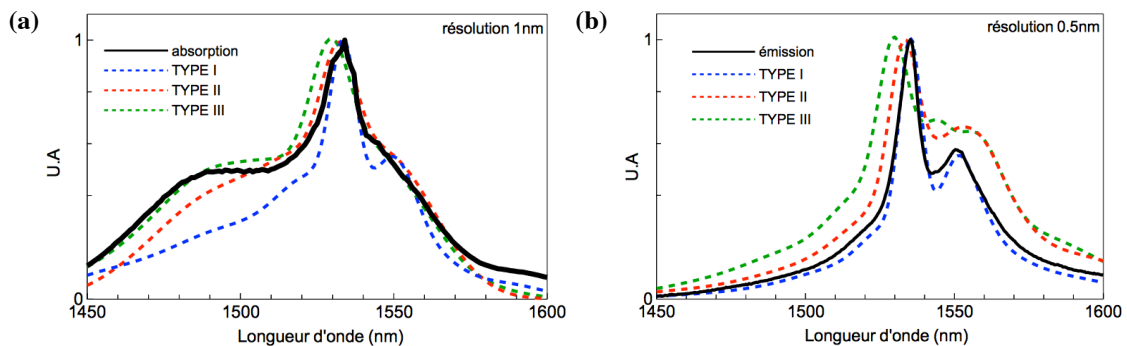 (a)
résolution 1nm
absorption
TYPE I
TYPE II
TYPE III
U.A
1
0
1450
1500
1550
1600
Longueur d'onde (nm)
(b)
résolution 0.5nm
émission
TYPE I
TYPE II
TYPE III
U.A
1
0
1450
1500
1550
1600
Longueur d'onde (nm)